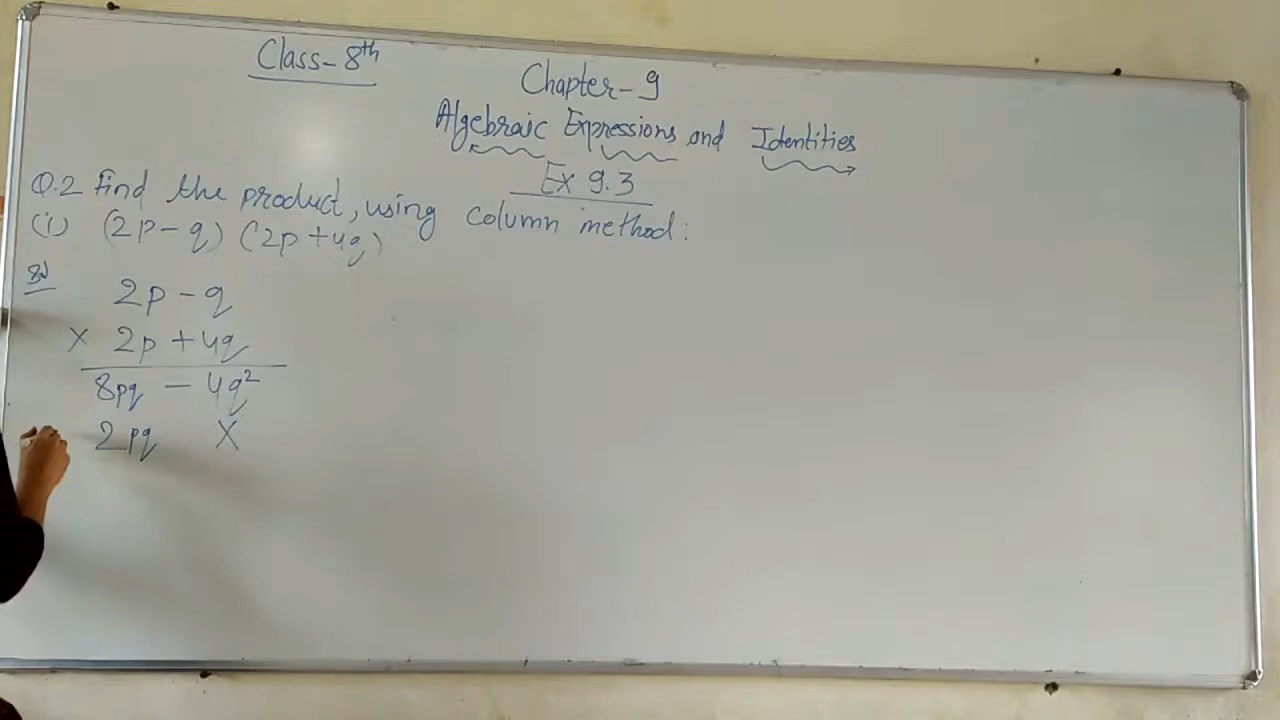 Class-8th
Chapter-9
Algebraic Expressions and Identities
Ex 9.3
Q.2 Find the product, using column method:
(i) (2p-q) (2p+4q)
2p-q
× 2p+4q
8pq - 4q²
2pq ×